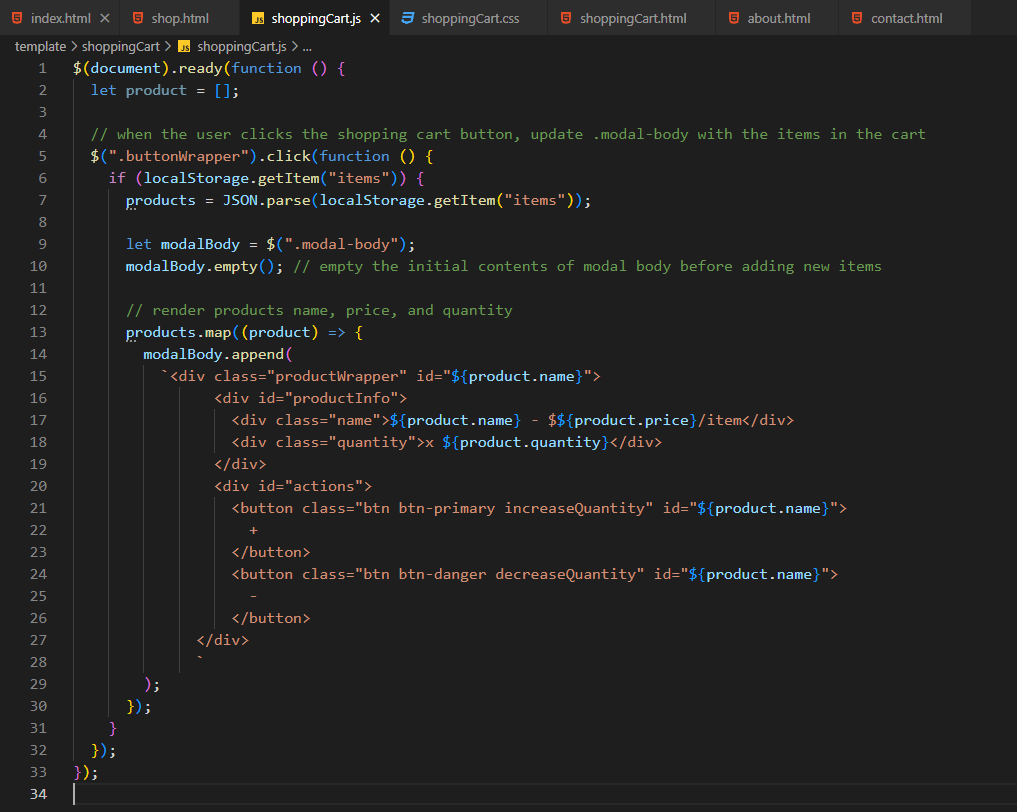 index.html
shop.html
JS shoppingCart.js
shoppingCart.css
shoppingCart.html
about.html
contact.html
template > shoppingCart > JS shoppingCart.js > ...
1 $(document).ready(function () {
2   let product = [];
3
4   // when the user clicks the shopping cart button, update .modal-body with the items in the cart
5   $(".buttonWrapper").click(function () {
6     if (localStorage.getItem("items")) {
7       products = JSON.parse(localStorage.getItem("items"));
8
9       let modalBody = $(".modal-body");
10       modalBody.empty(); // empty the initial contents of modal body before adding new items
11
12       // render products name, price, and quantity
13       products.map((product) => {
14         modalBody.append(
15           `<div class="productWrapper" id="${product.name}">
16                 <div id="productInfo">
17                   <div class="name">${product.name} - $${product.price}/item</div>
18                   <div class="quantity">x ${product.quantity}</div>
19                 </div>
20                 <div id="actions">
21                   <button class="btn btn-primary increaseQuantity" id="${product.name}">
22                     +
23                   </button>
24                   <button class="btn btn-danger decreaseQuantity" id="${product.name}">
25                     -
26                   </button>
27               </div>
28               `
29         );
30       });
31     }
32   });
33 });
34